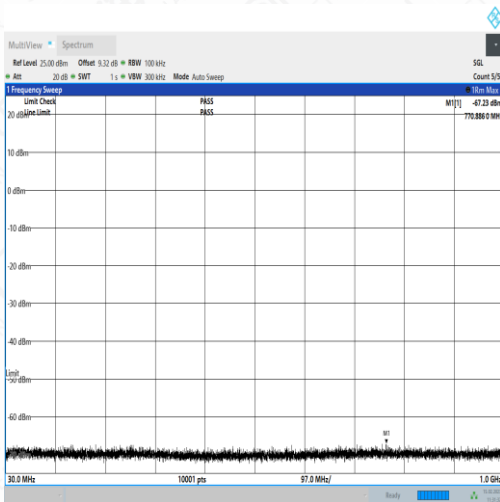 MultiView Spectrum
Ref Level 25.00 dBm Offset 9.32 dB RBW 100 kHz SGL
Att 20 dB SWT 1 s VBW 300 kHz Mode Auto Sweep Count 5/5
1 Frequency Sweep 1Rm Max
Limit Check PASS M1[1] -67.23 dBm
Line Limit PASS 770.8860 MH
20 dBm
10 dBm
0 dBm
-10 dBm
-20 dBm
-30 dBm
-40 dBm
Limit
-50 dBm
-60 dBm
M1
30.0 MHz 10001 pts 97.0 MHz/ 1.0 GHz
Ready